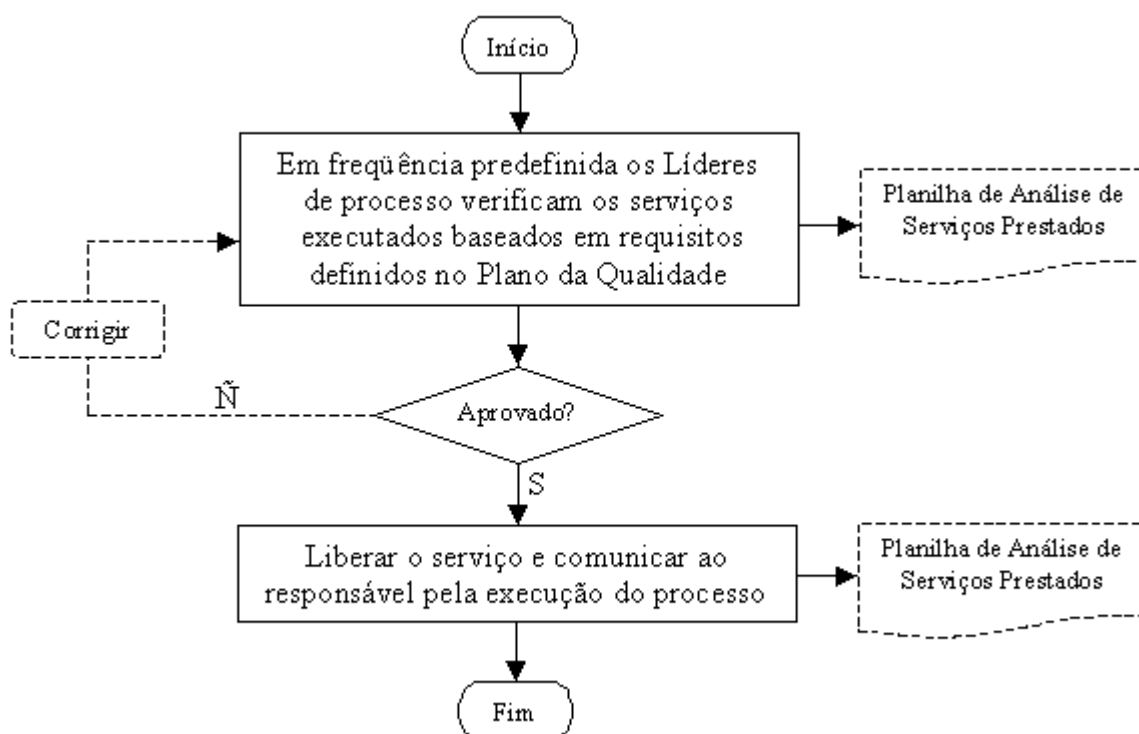 Início
Em freqüência predefinida os Líderes
de processo verificam os serviços
executados baseados em requisitos
definidos no Plano da Qualidade
Planilha de Análise de
Serviços Prestados
Corrigir
Ñ
Aprovado?
S
Liberar o serviço e comunicar ao
responsável pela execução do processo
Planilha de Análise de
Serviços Prestados
Fim